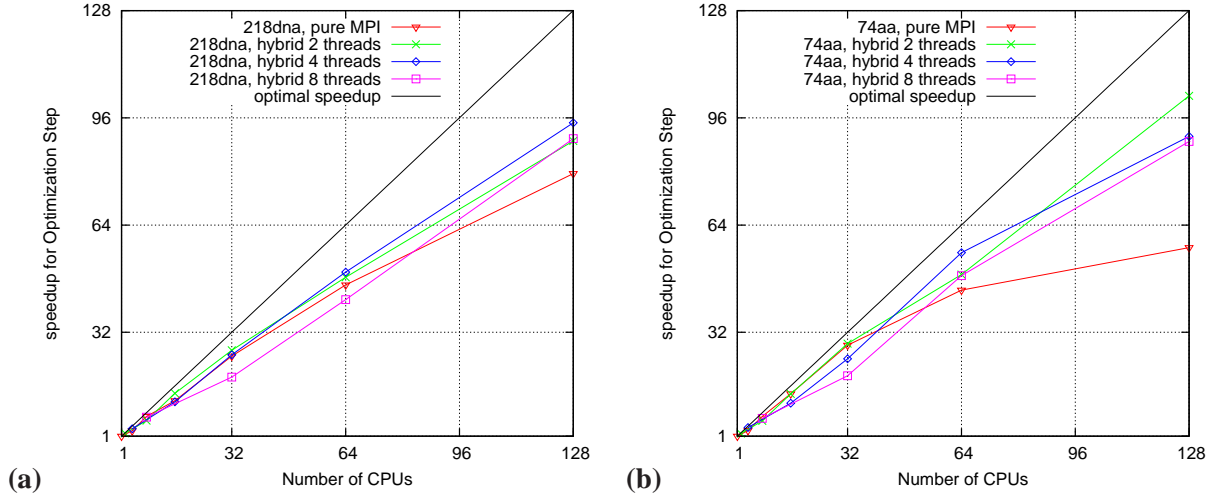 128
96
64
32
1
1
32
64
96
128
speedup for Optimization Step
Number of CPUs
218dna, pure MPI
218dna, hybrid 2 threads
218dna, hybrid 4 threads
218dna, hybrid 8 threads
optimal speedup
(a)
128
96
64
32
1
1
32
64
96
128
speedup for Optimization Step
Number of CPUs
74aa, pure MPI
74aa, hybrid 2 threads
74aa, hybrid 4 threads
74aa, hybrid 8 threads
optimal speedup
(b)